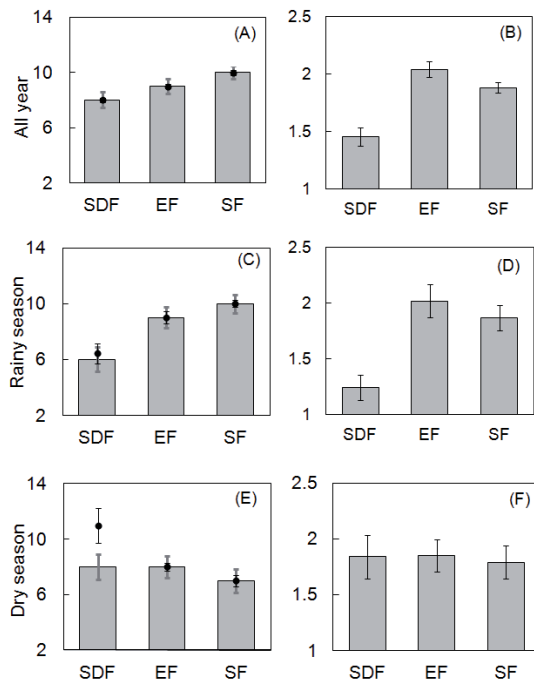 14
(A)
10
6
2
All year
SDF EF SF
2.5
(B)
2
1.5
1
SDF EF SF
14
(C)
10
6
2
Rainy season
SDF EF SF
2.5
(D)
2
1.5
1
SDF EF SF
14
(E)
10
6
2
Dry season
SDF EF SF
2.5
(F)
2
1.5
1
SDF EF SF